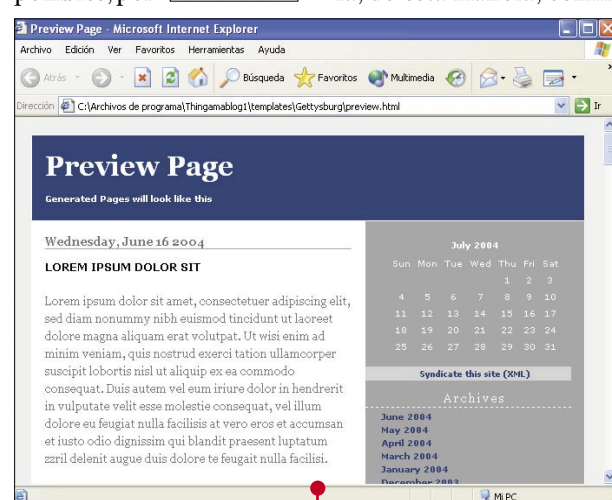 Preview Page - Microsoft Internet Explorer
Archivo Edición Ver Favoritos Herramientas Ayuda
Atrás Búsqueda Favoritos Multimedia
Dirección C:\Archivos de programa\Thingamablog1\templates\Gettysburg\preview.html Ir
Preview Page
Generated Pages will look like this
Wednesday, June 16 2004
LOREM IPSUM DOLOR SIT
Lorem ipsum dolor sit amet, consectetuer adipiscing elit,
sed diam nonummy nibh euismod tincidunt ut laoreet
dolore magna aliquam erat volutpat. Ut wisi enim ad
minim veniam, quis nostrud exerci tation ullamcorper
suscipit lobortis nisl ut aliquip ex ea commodo
consequat. Duis autem vel eum iriure dolor in hendrerit
in vulputate velit esse molestie consequat, vel illum
dolore eu feugiat nulla facilisis at vero eros et accumsan
et iusto odio dignissim qui blandit praesent luptatum
zzril delenit augue duis dolore te feugait nulla facilisi.
July 2004
Sun Mon Tue Wed Thu Fri Sat
1 2 3
4 5 6 7 8 9 10
11 12 13 14 15 16 17
18 19 20 21 22 23 24
25 26 27 28 29 30 31
Syndicate this site (XML)
Archives
June 2004
May 2004
April 2004
March 2004
January 2004
December 2003
Mi PC